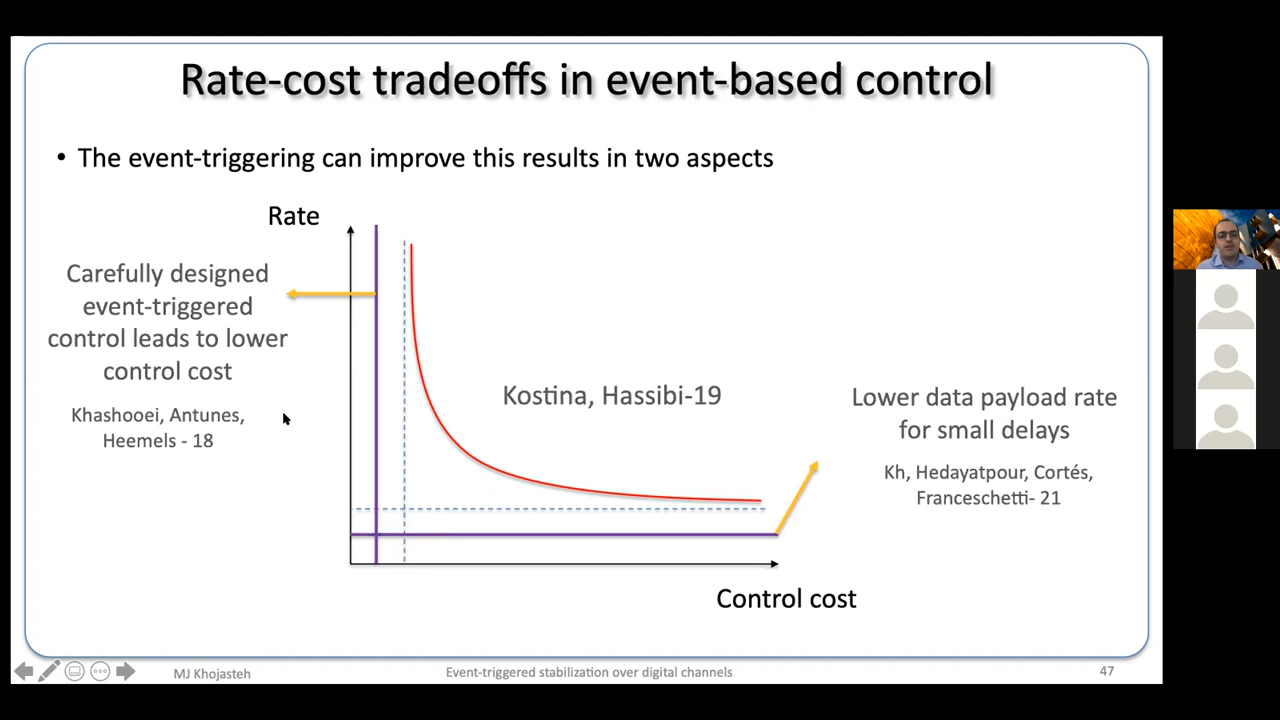 Rate-cost tradeoffs in event-based control
• The event-triggering can improve this results in two aspects
Rate
Carefully designed
event-triggered
control leads to lower
control cost
Khashooei, Antunes,
Heemels - 18
Kostina, Hassibi-19
Lower data payload rate
for small delays
Kh, Hedayatpour, Cortés,
Franceschetti- 21
Control cost
MJ Khojasteh
Event-triggered stabilization over digital channels
47